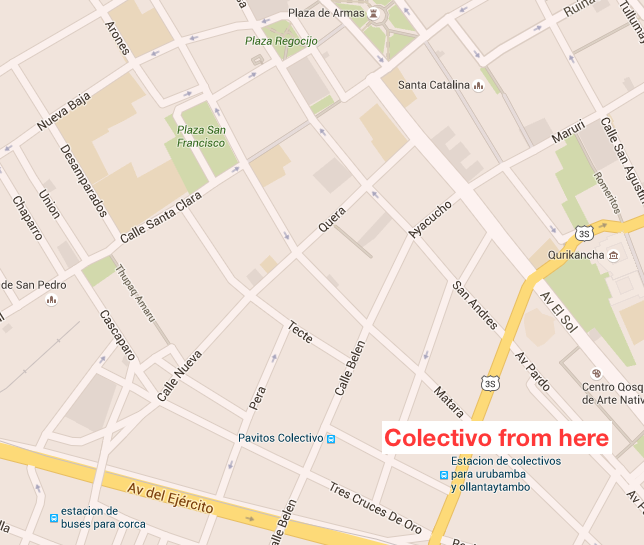 Plaza de Armas
Ruina
Tullumay
Arones
Plaza Regocijo
Santa Catalina
Nueva Baja
Maruri
Plaza San
Francisco
Calle San Agustin
Desamparados
Union
Romeritos
Chaparro
Calle Santa Clara
Quera
Ayacucho
3S
Qurikancha
de San Pedro
Thupaq Amaru
San Andres
Av El Sol
Cascaparo
Tecte
Av Pardo
Calle Nueva
Calle Belen
3S
Centro Qosq
de Arte Nativ
Pera
Matara
Pavitos Colectivo
Colectivo from here
Estacion de colectivos
para urubamba
y ollantaytambo
Av del Ejército
Tres Cruces De Oro
Av P
estacion de
buses para corca
Calle Belen